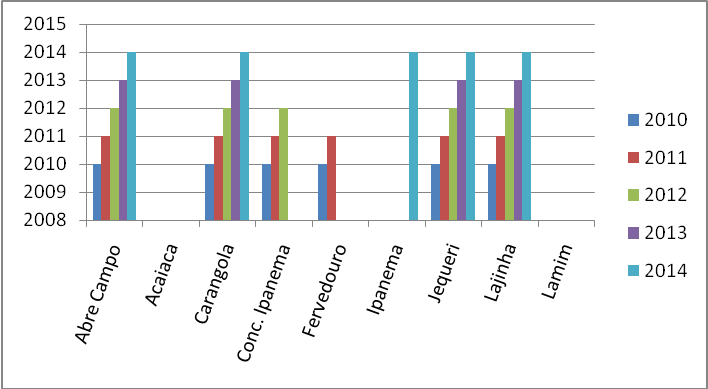 2015
2014
2013
2012
2011
2010
2009
2008
Abre Campo
Acaiaca
Carangola
Conc. Ipanema
Fervedouro
Ipanema
Jequeri
Lajinha
Lamim
2010
2011
2012
2013
2014